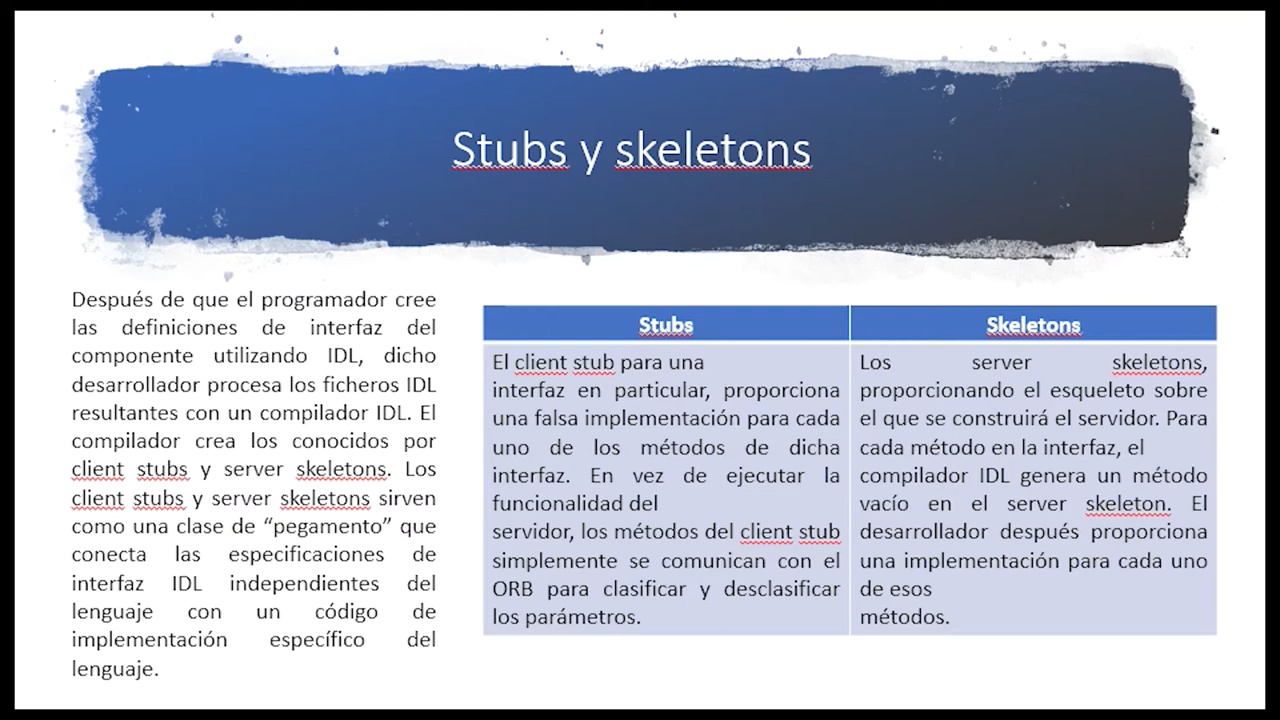 Stubs y skeletons
Después de que el programador cree
las definiciones de interfaz del
componente utilizando IDL, dicho
desarrollador procesa los ficheros IDL
resultantes con un compilador IDL. El
compilador crea los conocidos por
client stubs y server skeletons. Los
client stubs y server skeletons sirven
como una clase de “pegamento” que
conecta las especificaciones de
interfaz IDL independientes del
lenguaje con un código de
implementación específico del
lenguaje.
Stubs
El client stub para una
interfaz en particular, proporciona
una falsa implementación para cada
uno de los métodos de dicha
interfaz. En vez de ejecutar la
funcionalidad del
servidor, los métodos del client stub
simplemente se comunican con el
ORB para clasificar y desclasificar
los parámetros.
Skeletons
Los server skeletons,
proporcionando el esqueleto sobre
el que se construirá el servidor. Para
cada método en la interfaz, el
compilador IDL genera un método
vacío en el server skeleton. El
desarrollador después proporciona
una implementación para cada uno
de esos
métodos.